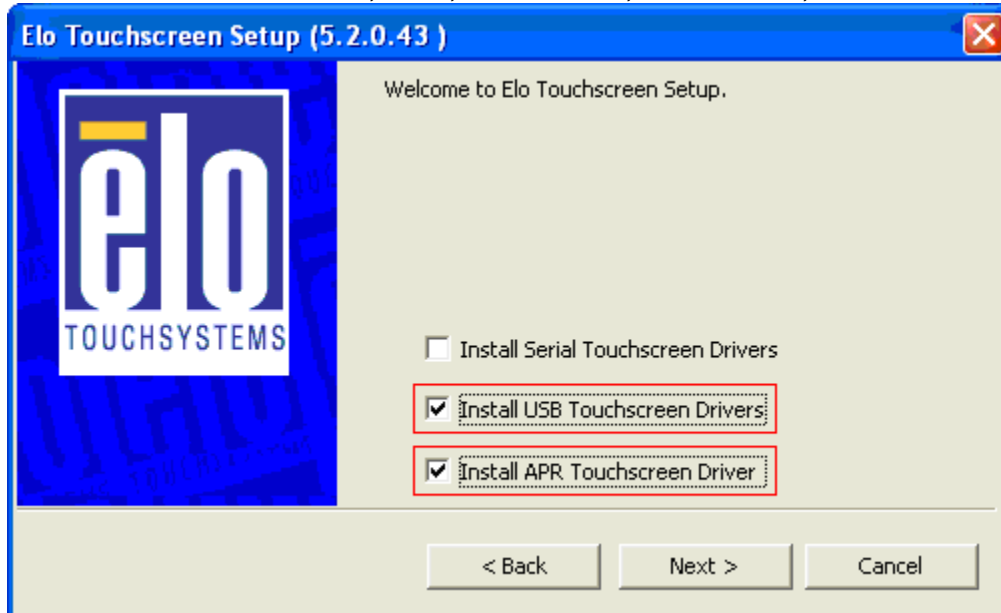 Elo Touchscreen Setup (5.2.0.43 )
Welcome to Elo Touchscreen Setup.
ēlo
TOUCHSYSTEMS
Install Serial Touchscreen Drivers
Install USB Touchscreen Drivers
Install APR Touchscreen Driver
< Back
Next >
Cancel